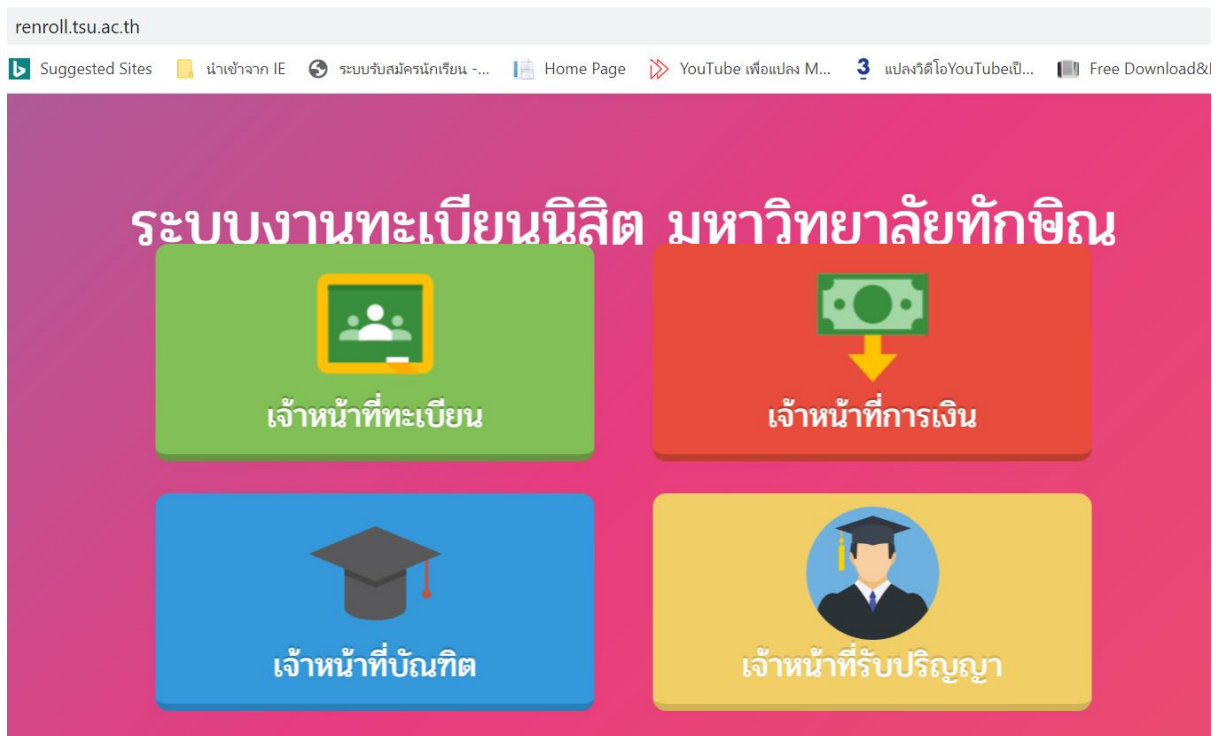 renroll.tsu.ac.th
Suggested Sites นำเข้าจาก IE ระบบรับสมัครนักเรียน -... Home Page YouTube เพื่อแปลง M... 3 แปลงวิดีโอYouTubeเป็... Free Download&
ระบบงานทะเบียนนิสิต มหาวิทยาลัยทักษิณ
เจ้าหน้าที่ทะเบียน เจ้าหน้าที่การเงิน
เจ้าหน้าที่บัณฑิต เจ้าหน้าที่รับปริญญา